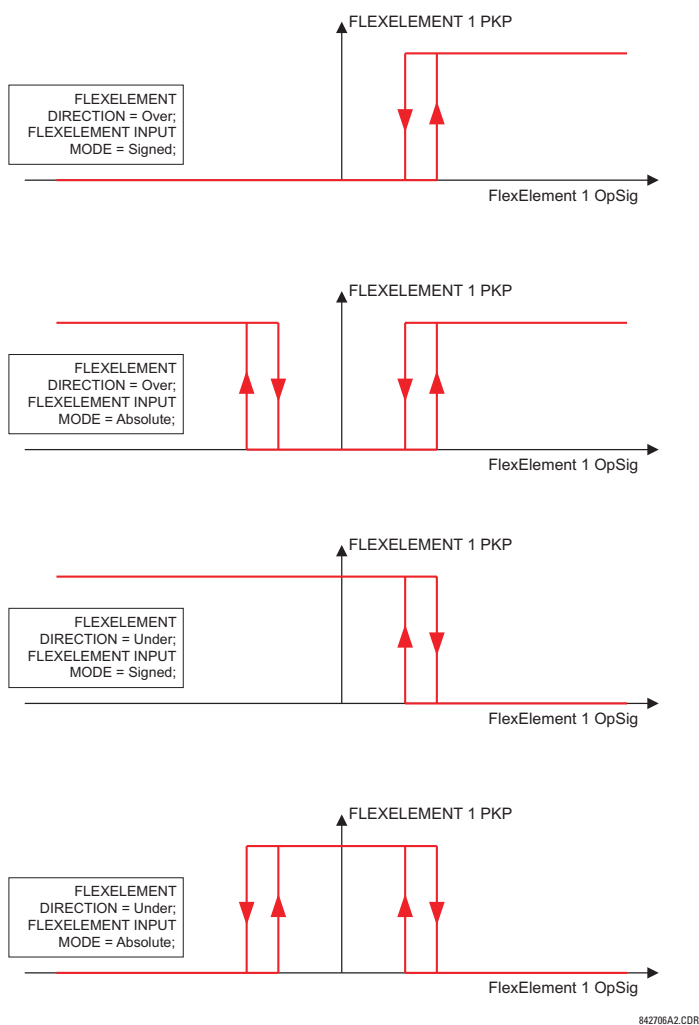 FLEXELEMENT 1 PKP
FLEXELEMENT
DIRECTION = Over;
FLEXELEMENT INPUT
MODE = Signed;
FlexElement 1 OpSig
FLEXELEMENT 1 PKP
FLEXELEMENT
DIRECTION = Over;
FLEXELEMENT INPUT
MODE = Absolute;
FlexElement 1 OpSig
FLEXELEMENT 1 PKP
FLEXELEMENT
DIRECTION = Under;
FLEXELEMENT INPUT
MODE = Signed;
FlexElement 1 OpSig
FLEXELEMENT 1 PKP
FLEXELEMENT
DIRECTION = Under;
FLEXELEMENT INPUT
MODE = Absolute;
FlexElement 1 OpSig
842706A2.CDR